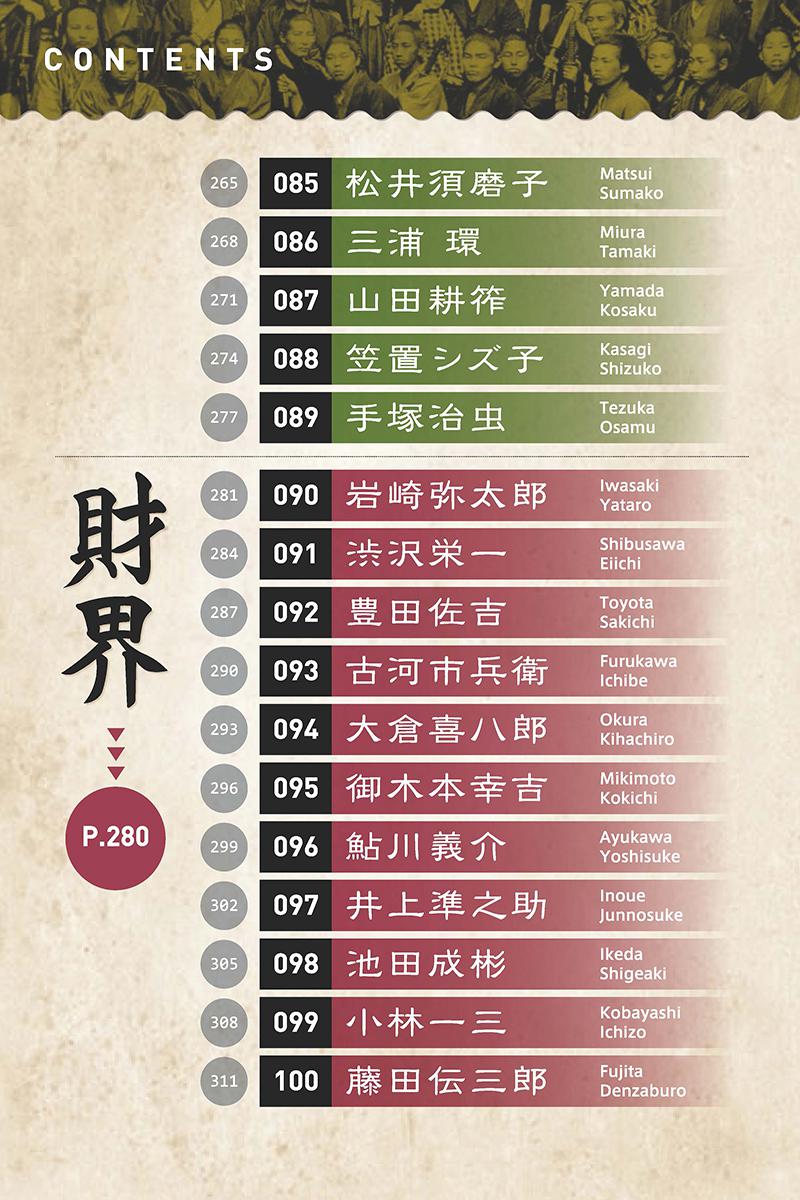 CONTENTS
265 085 松井須磨子 Matsui Sumako
268 086 三浦 環 Miura Tamaki
271 087 山田耕筰 Yamada Kosaku
274 088 笠置シズ子 Kasagi Shizuko
277 089 手塚治虫 Tezuka Osamu
財界
P.280
281 090 岩崎弥太郎 Iwasaki Yataro
284 091 渋沢栄一 Shibusawa Eiichi
287 092 豊田佐吉 Toyota Sakichi
290 093 古河市兵衛 Furukawa Ichibe
293 094 大倉喜八郎 Okura Kihachiro
296 095 御木本幸吉 Mikimoto Kokichi
299 096 鮎川義介 Ayukawa Yoshisuke
302 097 井上準之助 Inoue Junnosuke
305 098 池田成彬 Ikeda Shigeaki
308 099 小林一三 Kobayashi Ichizo
311 100 藤田伝三郎 Fujita Denzaburo